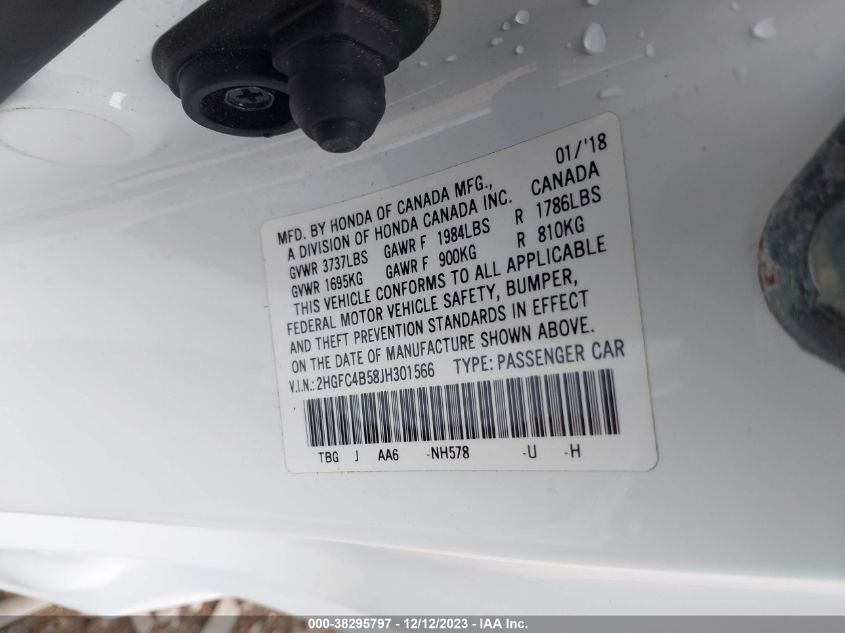 01/'18
MFD. BY HONDA OF CANADA MFG.,
A DIVISION OF HONDA CANADA INC. CANADA
GVWR 3737LBS GAWR F 1984LBS R 1786LBS
GVWR 1695KG GAWR F 900KG R 810KG
THIS VEHICLE CONFORMS TO ALL APPLICABLE
FEDERAL MOTOR VEHICLE SAFETY, BUMPER,
AND THEFT PREVENTION STANDARDS IN EFFECT
ON THE DATE OF MANUFACTURE SHOWN ABOVE.
V.I.N.: 2HGFC4B58JH301566 TYPE: PASSENGER CAR
TBG J AA6 -NH578 -U -H
000-38295797 - 12/12/2023 - IAA Inc.